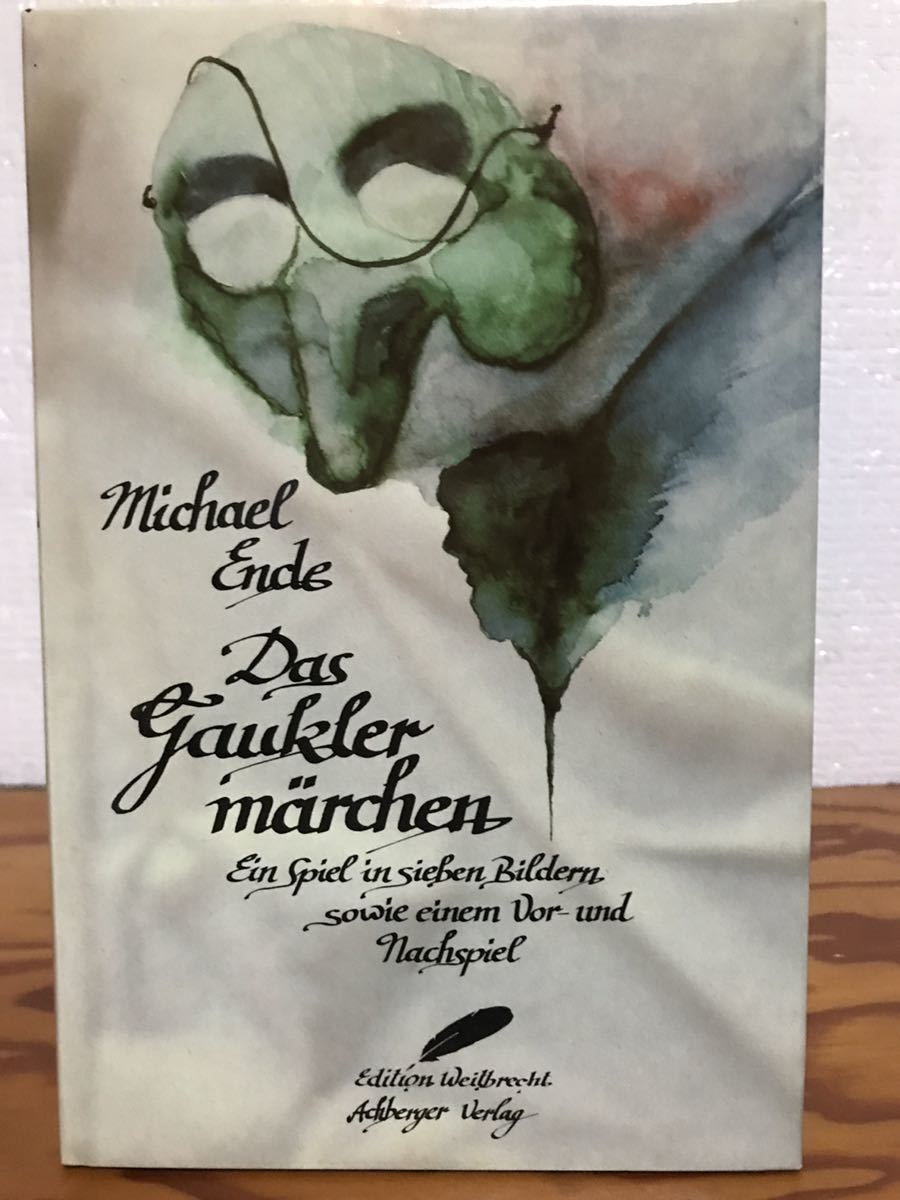 Michael
Ende
Das
Gaukler
märchen
Ein Spiel in sieben Bildern
sowie einem Vor- und
Nachspiel
Edition Weitbrecht
Achberger Verlag